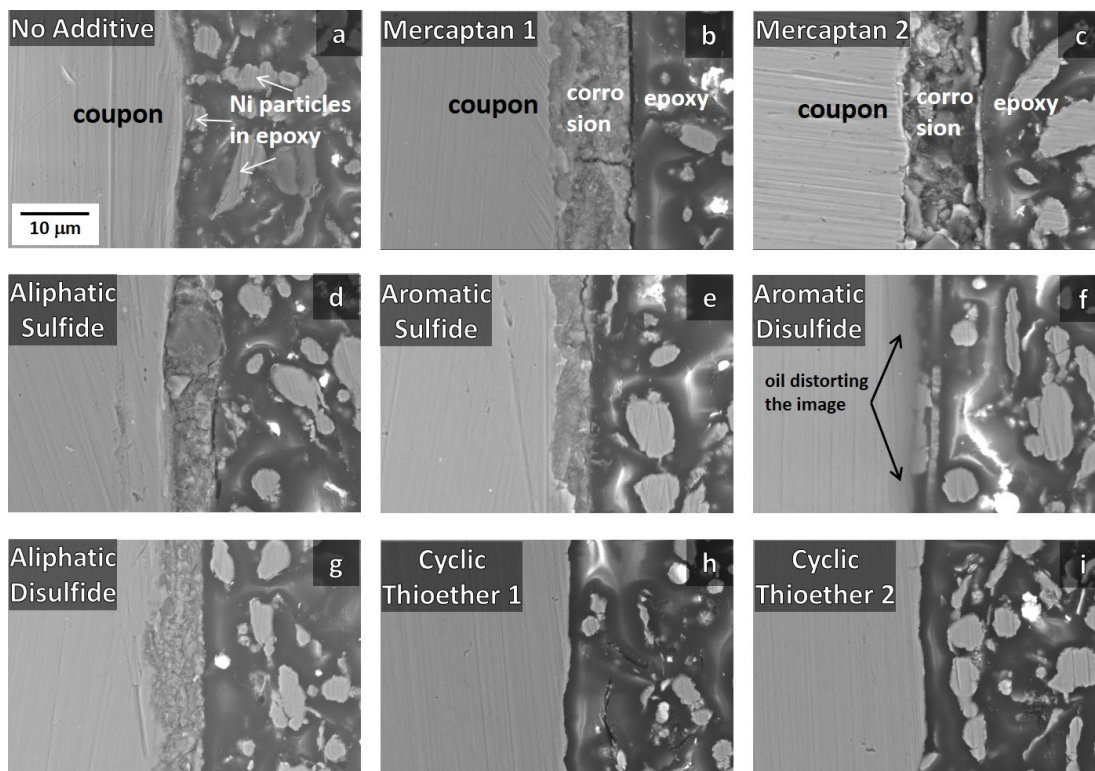 No Additive
a
coupon
Ni particles
in epoxy
10 µm
Mercaptan 1
b
coupon
corro
sion
epoxy
Mercaptan 2
c
coupon
corro
sion
epoxy
Aliphatic
Sulfide
d
Aromatic
Sulfide
e
Aromatic
Disulfide
f
oil distorting
the image
Aliphatic
Disulfide
g
Cyclic
Thioether 1
h
Cyclic
Thioether 2
i